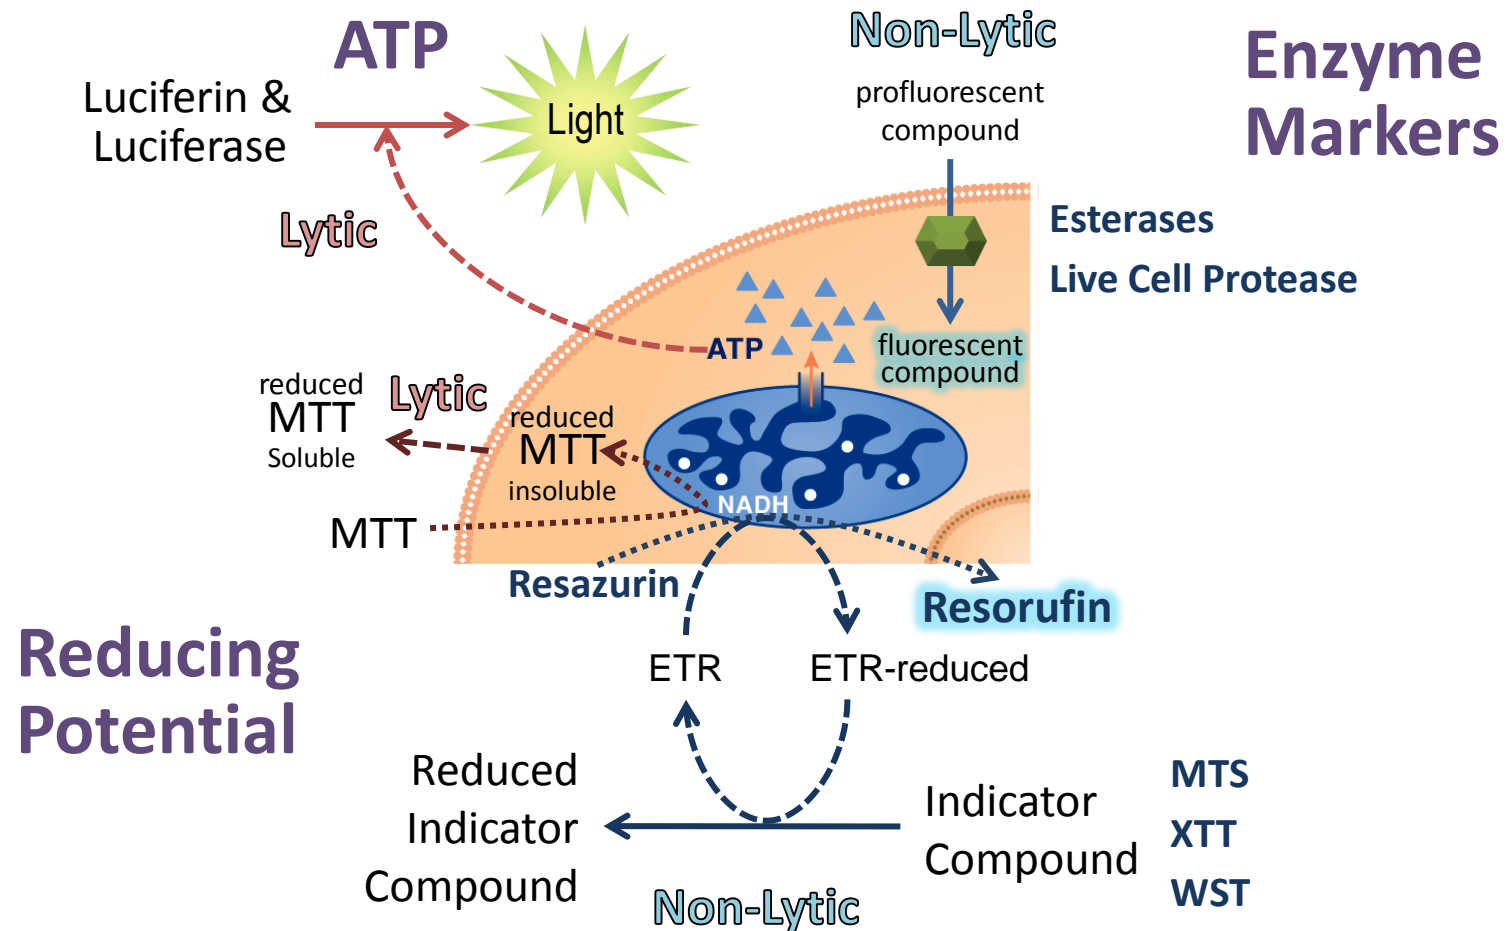 ATP
Luciferin &
Luciferase
Light
Lytic
Non-Lytic
profluorescent
compound
Enzyme
Markers
Esterases
Live Cell Protease
ATP
fluorescent
compound
reduced
MTT
Soluble
Lytic
reduced
MTT
insoluble
NADH
MTT
Resazurin
Resorufin
Reducing
Potential
ETR
ETR-reduced
Reduced
Indicator
Compound
Indicator
Compound
MTS
XTT
WST
Non-Lytic